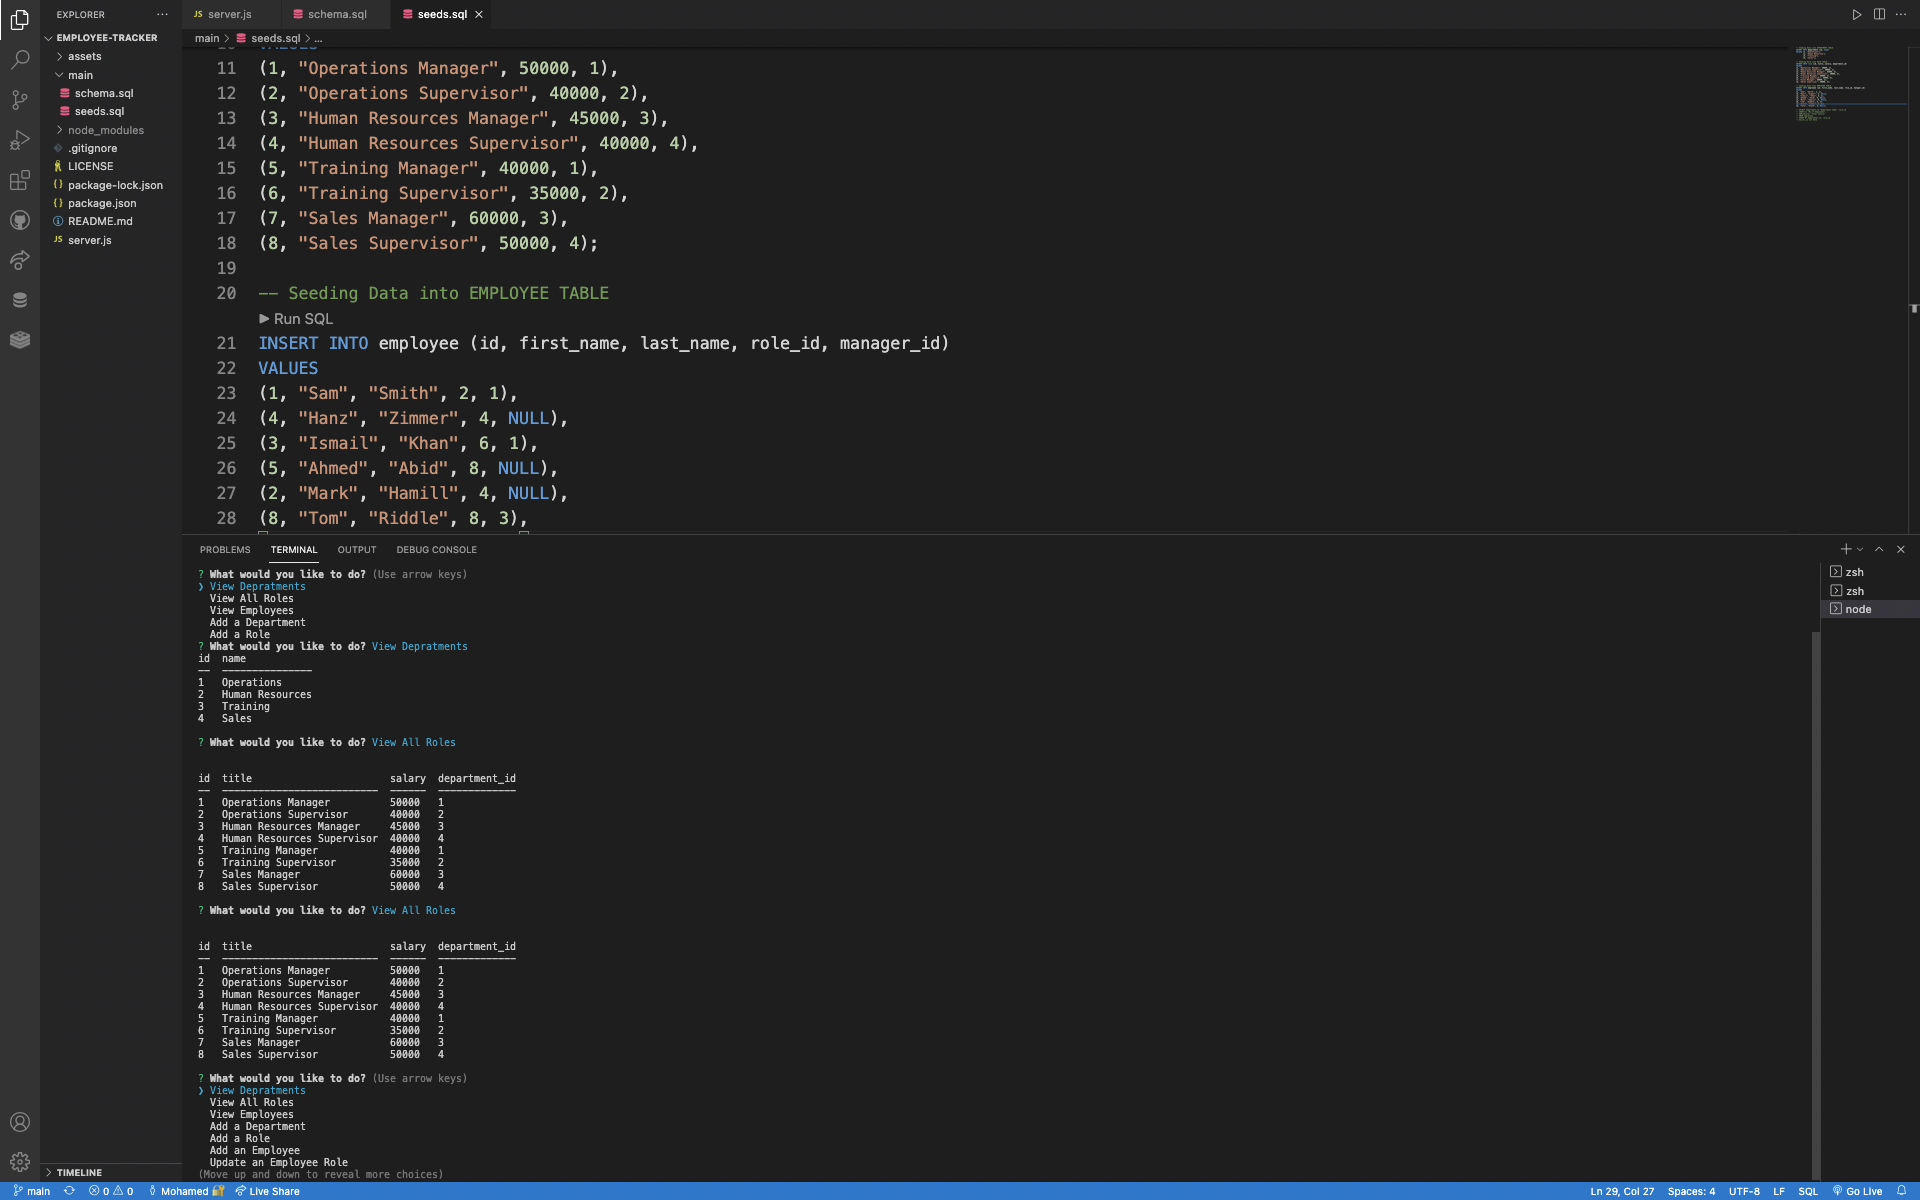 EXPLORER
EMPLOYEE-TRACKER
assets
main
schema.sql
seeds.sql
node_modules
.gitignore
LICENSE
package-lock.json
package.json
README.md
JS server.js
TIMELINE
JS server.js
schema.sql
seeds.sql
main > seeds.sql > ...
11 (1, "Operations Manager", 50000, 1),
12 (2, "Operations Supervisor", 40000, 2),
13 (3, "Human Resources Manager", 45000, 3),
14 (4, "Human Resources Supervisor", 40000, 4),
15 (5, "Training Manager", 40000, 1),
16 (6, "Training Supervisor", 35000, 2),
17 (7, "Sales Manager", 60000, 3),
18 (8, "Sales Supervisor", 50000, 4);
19
20 -- Seeding Data into EMPLOYEE TABLE
Run SQL
21 INSERT INTO employee (id, first_name, last_name, role_id, manager_id)
22 VALUES
23 (1, "Sam", "Smith", 2, 1),
24 (4, "Hanz", "Zimmer", 4, NULL),
25 (3, "Ismail", "Khan", 6, 1),
26 (5, "Ahmed", "Abid", 8, NULL),
27 (2, "Mark", "Hamill", 4, NULL),
28 (8, "Tom", "Riddle", 8, 3),
PROBLEMS TERMINAL OUTPUT DEBUG CONSOLE
? What would you like to do? (Use arrow keys)
❯ View Depratments
View All Roles
View Employees
Add a Department
Add a Role
? What would you like to do? View Depratments
id name
-- ---------------
1 Operations
2 Human Resources
3 Training
4 Sales
? What would you like to do? View All Roles
id title salary department_id
-- -------------------------- ------ -------------
1 Operations Manager 50000 1
2 Operations Supervisor 40000 2
3 Human Resources Manager 45000 3
4 Human Resources Supervisor 40000 4
5 Training Manager 40000 1
6 Training Supervisor 35000 2
7 Sales Manager 60000 3
8 Sales Supervisor 50000 4
? What would you like to do? View All Roles
id title salary department_id
-- -------------------------- ------ -------------
1 Operations Manager 50000 1
2 Operations Supervisor 40000 2
3 Human Resources Manager 45000 3
4 Human Resources Supervisor 40000 4
5 Training Manager 40000 1
6 Training Supervisor 35000 2
7 Sales Manager 60000 3
8 Sales Supervisor 50000 4
? What would you like to do? (Use arrow keys)
❯ View Depratments
View All Roles
View Employees
Add a Department
Add a Role
Add an Employee
Update an Employee Role
(Move up and down to reveal more choices)
zsh
zsh
node
main 0 0 Mohamed Live Share Ln 29, Col 27 Spaces: 4 UTF-8 LF SQL Go Live